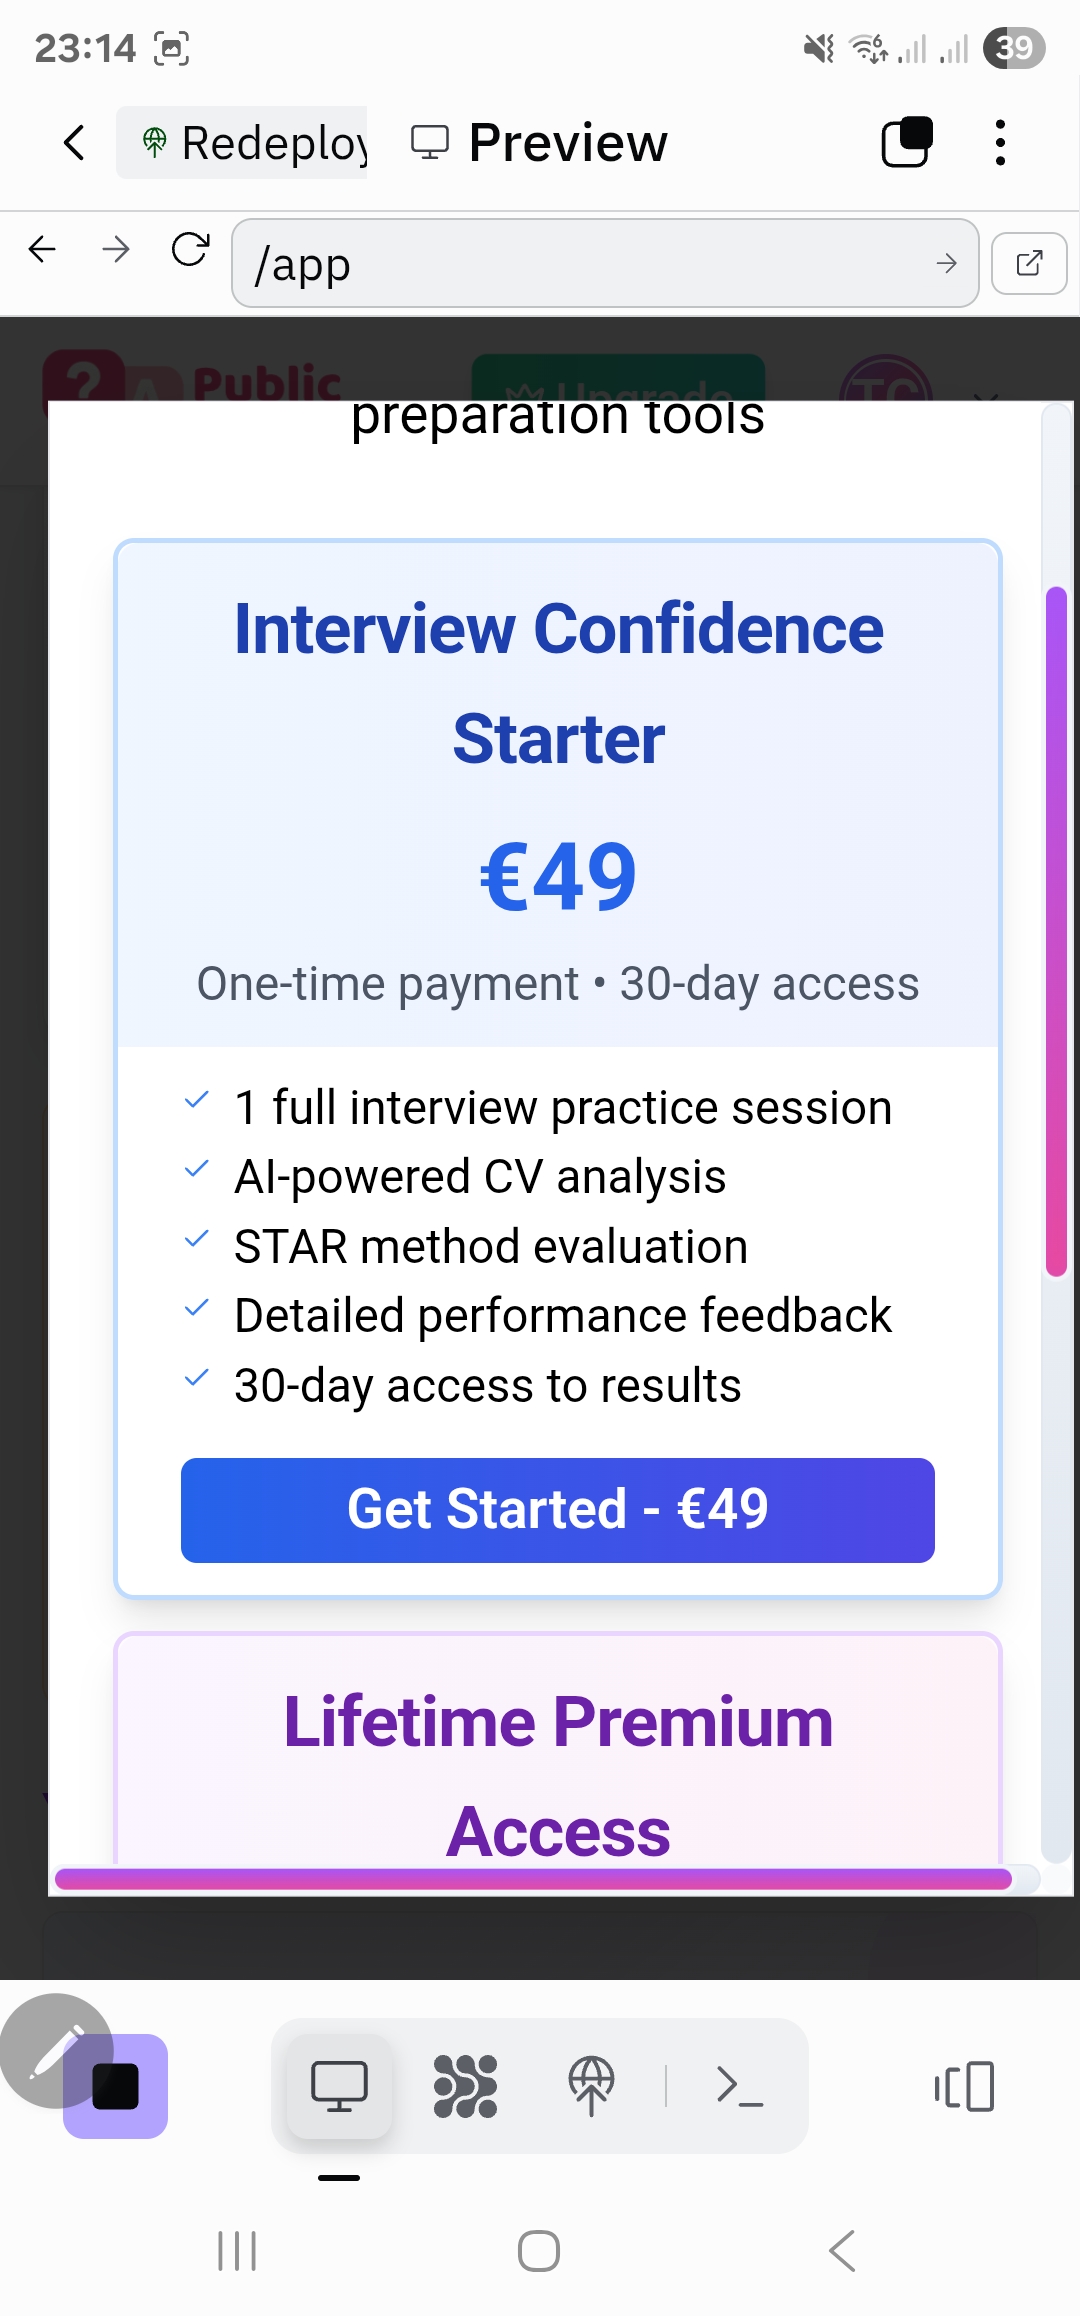 23:14
39
Redeploy
Preview
/app
?
A
Public
Upgrade
TC
preparation tools
Interview Confidence
Starter
€49
One-time payment • 30-day access
1 full interview practice session
AI-powered CV analysis
STAR method evaluation
Detailed performance feedback
30-day access to results
Get Started - €49
Lifetime Premium
Access